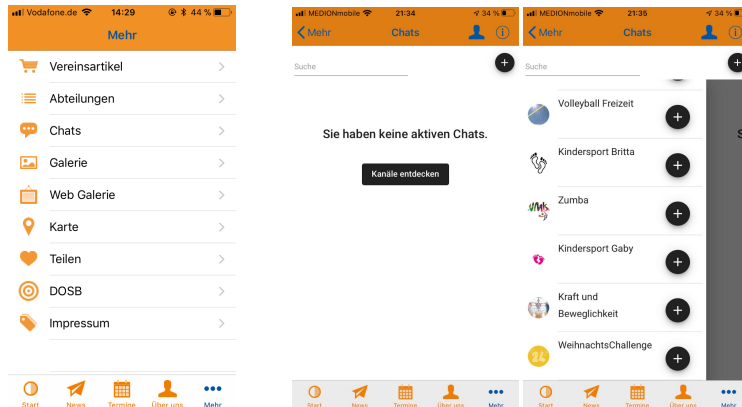 Vodafone.de 14:29 44 %
Mehr
Vereinsartikel
Abteilungen
Chats
Galerie
Web Galerie
Karte
Teilen
DOSB
Impressum
Start News Termine Über uns Mehr
MEDIONmobile 21:34 34 %
Mehr Chats
Suche
Sie haben keine aktiven Chats.
Kanäle entdecken
Start News Termine Über uns Mehr
MEDIONmobile 21:35 34 %
Mehr Chats
Suche
Volleyball Freizeit
Kindersport Britta
Zumba
Kindersport Gaby
Kraft und
Beweglichkeit
24
WeihnachtsChallenge
S
Start News Termine Über uns Mehr